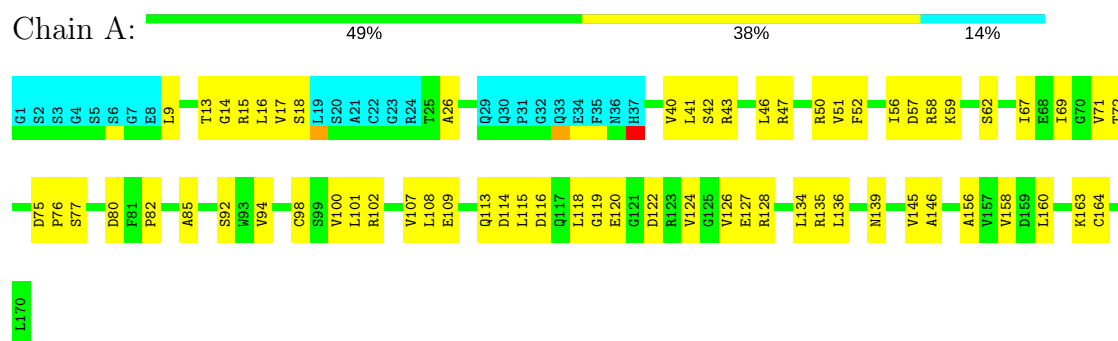 Chain A:
49% 38% 14%
G1 S2 S3 G4 S5 S6 G7 E8 L9 T13 G14 R15 L16 V17 S18 L19 S20 A21 C22 G23 R24 T25 A26 Q29 Q30 P31 G32 Q33 E34 F35 N36 H37 V40 L41 S42 R43 L46 R47 R50 V51 F52 I56 D57 R58 K59 S62 I67 E68 I69 G70 V71 T72
D75 P76 S77 D80 F81 P82 A85 S92 W93 V94 C98 S99 V100 L101 R102 V107 L108 E109 Q113 D114 L115 D116 Q117 L118 G119 E120 G121 D122 R123 V124 G125 V126 E127 R128 L134 R135 L136 N139 V145 A146 A156 V157 V158 D159 L160 K163 C164
L170